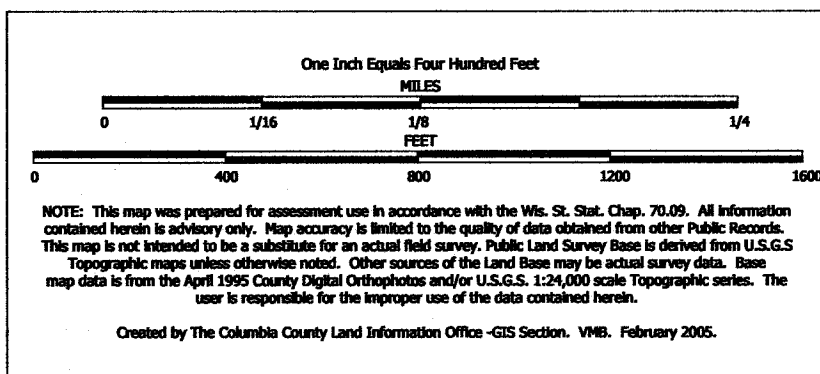 One Inch Equals Four Hundred Feet
MILES
0 1/16 1/8 1/4
FEET
0 400 800 1200 1600
NOTE: This map was prepared for assessment use in accordance with the Wis. St. Stat. Chap. 70.09. All information
contained herein is advisory only. Map accuracy is limited to the quality of data obtained from other Public Records.
This map is not intended to be a substitute for an actual field survey. Public Land Survey Base is derived from U.S.G.S
Topographic maps unless otherwise noted. Other sources of the Land Base may be actual survey data. Base
map data is from the April 1995 County Digital Orthophotos and/or U.S.G.S. 1:24,000 scale Topographic series. The
user is responsible for the improper use of the data contained herein.
Created by The Columbia County Land Information Office -GIS Section. VMB. February 2005.